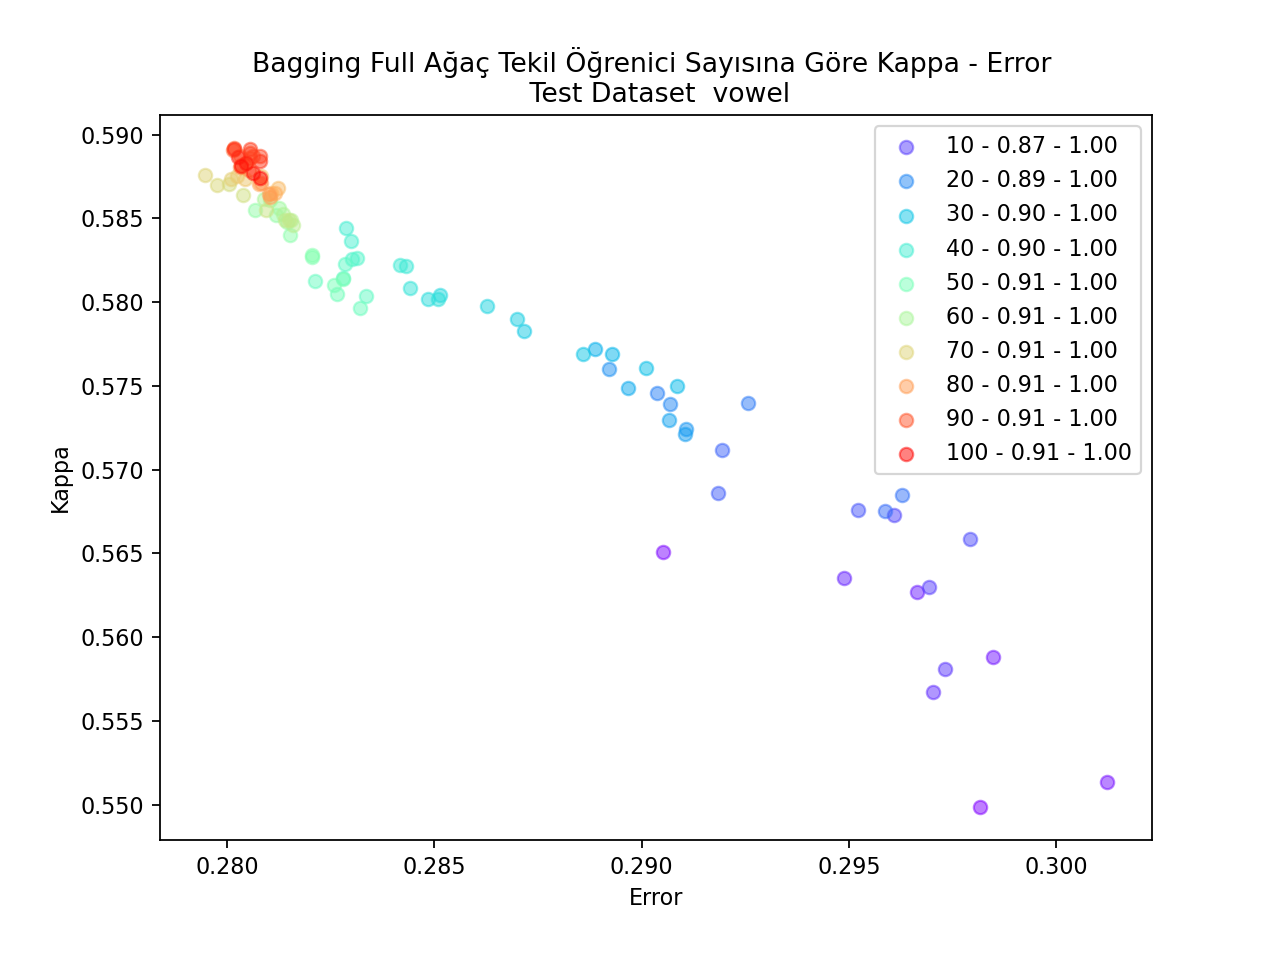 Bagging Full Ağaç Tekil Öğrenici Sayısına Göre Kappa - Error
Test Dataset  vowel
0.590
0.585
0.580
0.575
0.570
0.565
0.560
0.555
0.550
Kappa
10 - 0.87 - 1.00
20 - 0.89 - 1.00
30 - 0.90 - 1.00
40 - 0.90 - 1.00
50 - 0.91 - 1.00
60 - 0.91 - 1.00
70 - 0.91 - 1.00
80 - 0.91 - 1.00
90 - 0.91 - 1.00
100 - 0.91 - 1.00
0.280 0.285 0.290 0.295 0.300
Error